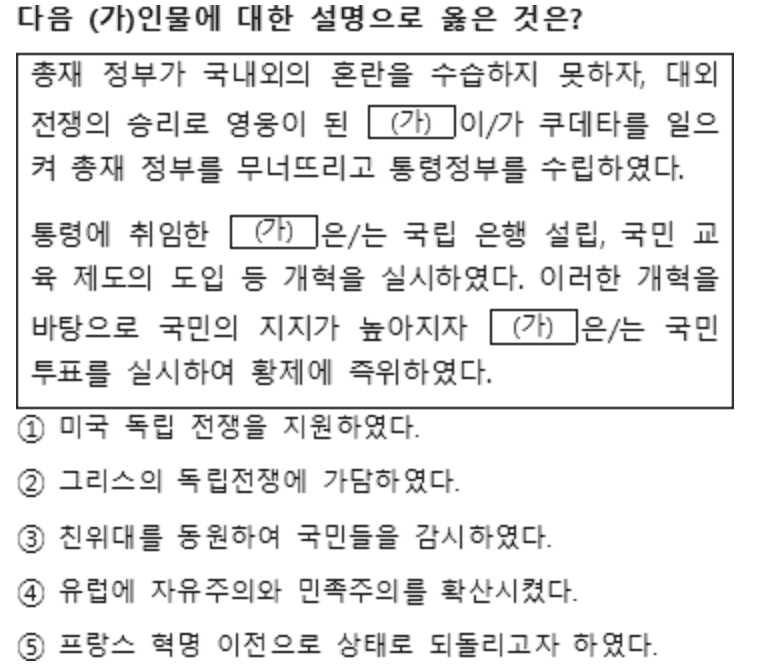 다음 (가)인물에 대한 설명으로 옳은 것은?
총재 정부가 국내외의 혼란을 수습하지 못하자, 대외
전쟁의 승리로 영웅이 된 (가) 이/가 쿠데타를 일으
켜 총재 정부를 무너뜨리고 통령정부를 수립하였다.
통령에 취임한 (가) 은/는 국립 은행 설립, 국민 교
육 제도의 도입 등 개혁을 실시하였다. 이러한 개혁을
바탕으로 국민의 지지가 높아지자 (가) 은/는 국민
투표를 실시하여 황제에 즉위하였다.
① 미국 독립 전쟁을 지원하였다.
② 그리스의 독립전쟁에 가담하였다.
③ 친위대를 동원하여 국민들을 감시하였다.
④ 유럽에 자유주의와 민족주의를 확산시켰다.
⑤ 프랑스 혁명 이전으로 상태로 되돌리고자 하였다.